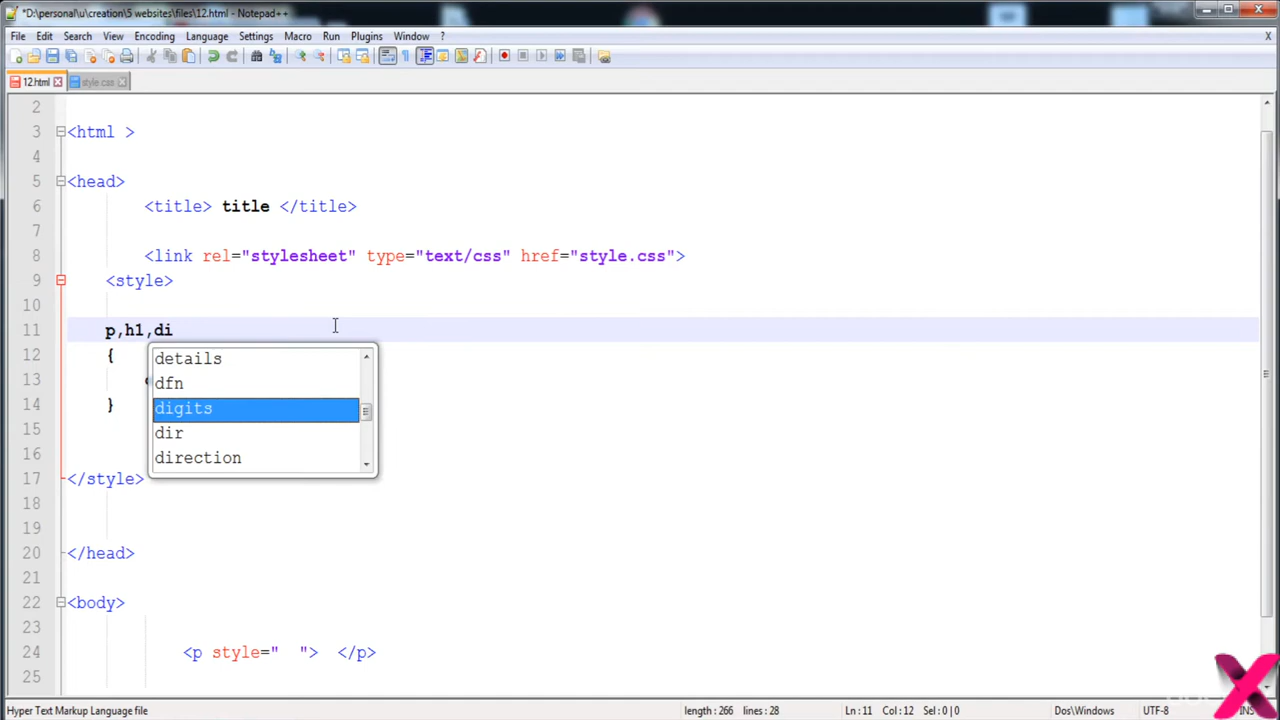 *D:\personal\u\creation\5 websites\files\12.html - Notepad++
File Edit Search View Encoding Language Settings Macro Run Plugins Window ? X
12.html style.css
2
3 <html >
4
5 <head>
6 <title> title </title>
7
8 <link rel="stylesheet" type="text/css" href="style.css">
9 <style>
10
11 p,h1,di
12 {
details
13
dfn
14 }
digits
15
dir
16
direction
17 </style>
18
19
20 </head>
21
22 <body>
23
24 <p style="  ">  </p>
25
Hyper Text Markup Language file length : 266 lines : 28 Ln : 11 Col : 12 Sel : 0 | 0 Dos\Windows UTF-8 INS